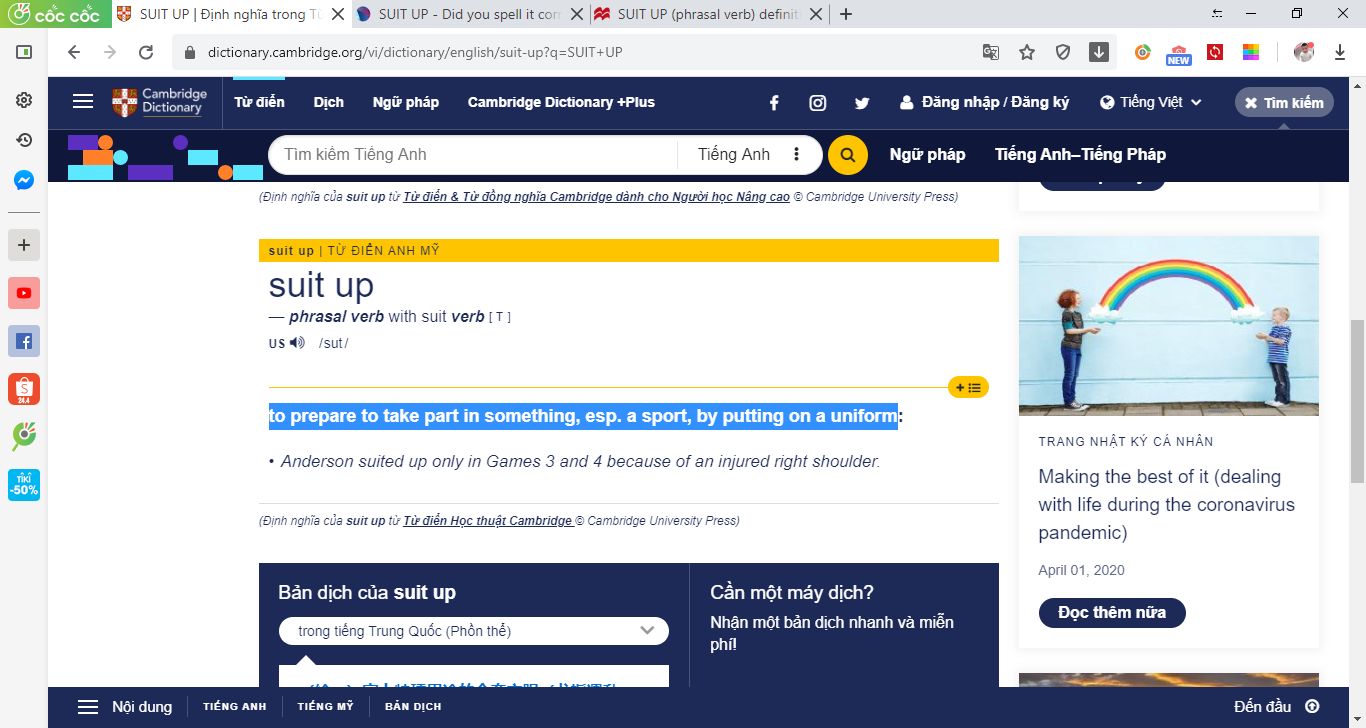 cốc cốc
SUIT UP | Định nghĩa trong Từ
SUIT UP - Did you spell it corr
SUIT UP (phrasal verb) definiti
dictionary.cambridge.org/vi/dictionary/english/suit-up?q=SUIT+UP
NEW
Cambridge
Dictionary
Từ điển
Dịch
Ngữ pháp
Cambridge Dictionary +Plus
Đăng nhập / Đăng ký
Tiếng Việt
Tìm kiếm
Tìm kiếm Tiếng Anh
Tiếng Anh
Ngữ pháp
Tiếng Anh–Tiếng Pháp
(Định nghĩa của suit up từ Từ điển & Từ đồng nghĩa Cambridge dành cho Người học Nâng cao © Cambridge University Press)
suit up | TỪ ĐIỂN ANH MỸ
suit up
— phrasal verb with suit verb [ T ]
US /sut/
to prepare to take part in something, esp. a sport, by putting on a uniform:
• Anderson suited up only in Games 3 and 4 because of an injured right shoulder.
(Định nghĩa của suit up từ Từ điển Học thuật Cambridge © Cambridge University Press)
Bản dịch của suit up
trong tiếng Trung Quốc (Phồn thể)
Cần một máy dịch?
Nhận một bản dịch nhanh và miễn
phí!
TRANG NHẬT KÝ CÁ NHÂN
Making the best of it (dealing
with life during the coronavirus
pandemic)
April 01, 2020
Đọc thêm nữa
24.4
TIKI
-50%
Nội dung
TIẾNG ANH
TIẾNG MỸ
BẢN DỊCH
Đến đầu